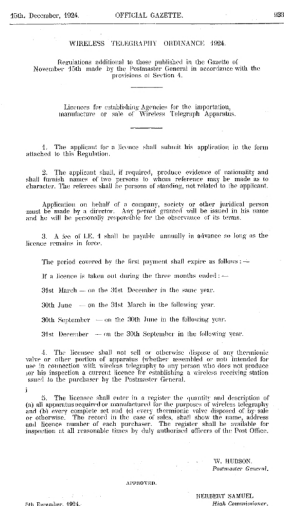 15th. December, 1924. OFFICIAL GAZETTE. 933
WIRELESS TELEGRAPHY ORDINANCE 1924.
Regulations additional to those published in the Gazette of
November 15th made by the Postmaster General in accordance with the
provisions of Section 4.
Licences for establishing Agencies for the importation,
manufacture or sale of Wireless Telegraph Apparatus.
1. The applicant for a licence shall submit his application in the form
attached to this Regulation.
2. The applicant shall, if required, produce evidence of nationality and
shall furnish names of two persons to whom reference may be made as to
character. The referees shall be persons of standing, not related to the applicant.
Application on behalf of a company, society or other juridical person
must be made by a director. Any permit granted will be issued in his name
and he will be personally responsible for the observance of its terms.
3. A fee of LE. 4 shall be payable annually in advance so long as the
licence remains in force.
The period covered by the first payment shall expire as follows :—
If a licence is taken out during the three months ended :—
31st March — on the 31st December in the same year.
30th June — on the 31st March in the following year.
30th September — on the 30th June in the following year.
31st December — on the 30th September in the following year.
4. The licensee shall not sell or otherwise dispose of any thermionic
valve or other portion of apparatus (whether assembled or not intended for
use in connection with wireless telegraphy to any person who does not produce
for his inspection a current licence for establishing a wireless receiving station
issued to the purchaser by the Postmaster General.
5. The licensee shall enter in a register the quantity and description of
(a) all apparatus acquired or manufactured for the purposes of wireless telegraphy
and (b) every complete set and (c) every thermionic valve disposed of by sale
or otherwise. The record in the case of sales, shall show the name, address
and licence number of each purchaser. The register shall be available for
inspection at all reasonable times by duly authorised officers of the Post Office.
W. HUDSON.
Postmaster General.
APPROVED.
HERBERT SAMUEL
5th December, 1924. High Commissioner.